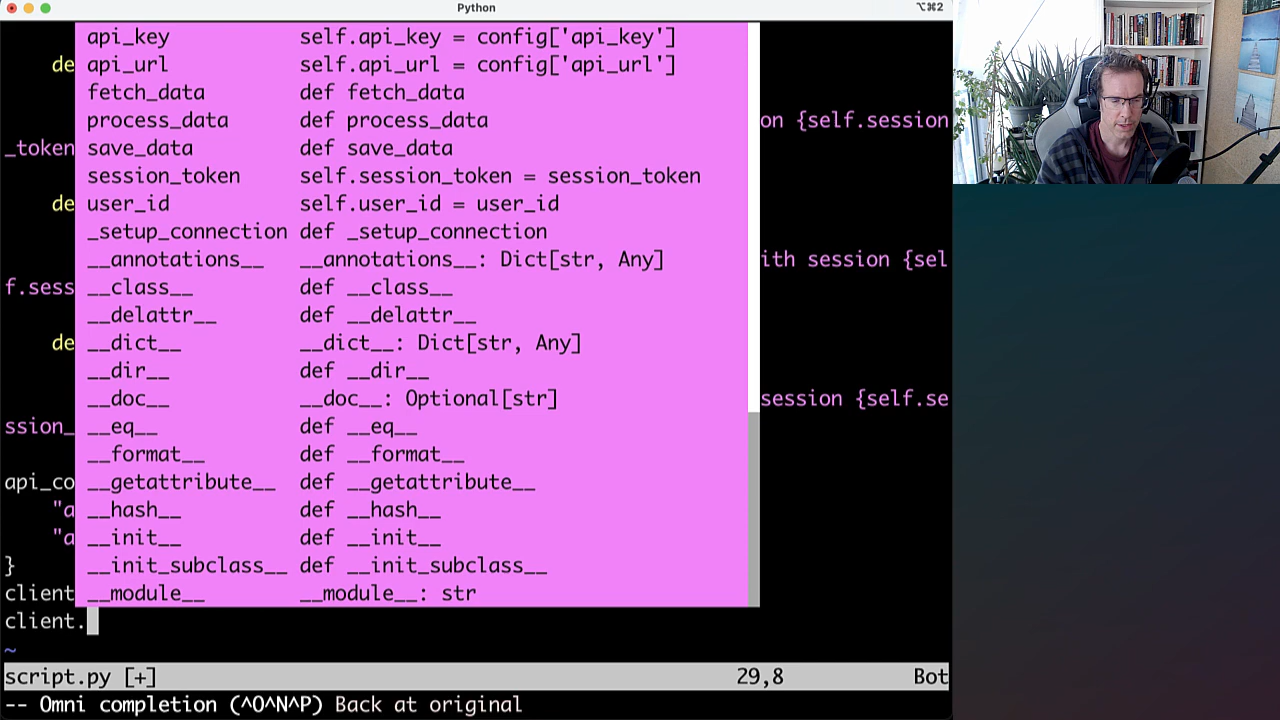 Python
⌥⌘2
api_key self.api_key = config['api_key']
de api_url self.api_url = config['api_url']
fetch_data def fetch_data
process_data def process_data on {self.session
_token save_data def save_data
session_token self.session_token = session_token
de user_id self.user_id = user_id
_setup_connection def _setup_connection
__annotations__ __annotations__: Dict[str, Any] ith session {sel
f.sess __class__ def __class__
__delattr__ def __delattr__
de __dict__ __dict__: Dict[str, Any]
__dir__ def __dir__
__doc__ __doc__: Optional[str] session {self.se
ssion_ __eq__ def __eq__
__format__ def __format__
api_co __getattribute__ def __getattribute__
"a __hash__ def __hash__
"a __init__ def __init__
} __init_subclass__ def __init_subclass__
client __module__ __module__: str
client.
~
script.py [+] 29,8 Bot
-- Omni completion (^O^N^P) Back at original